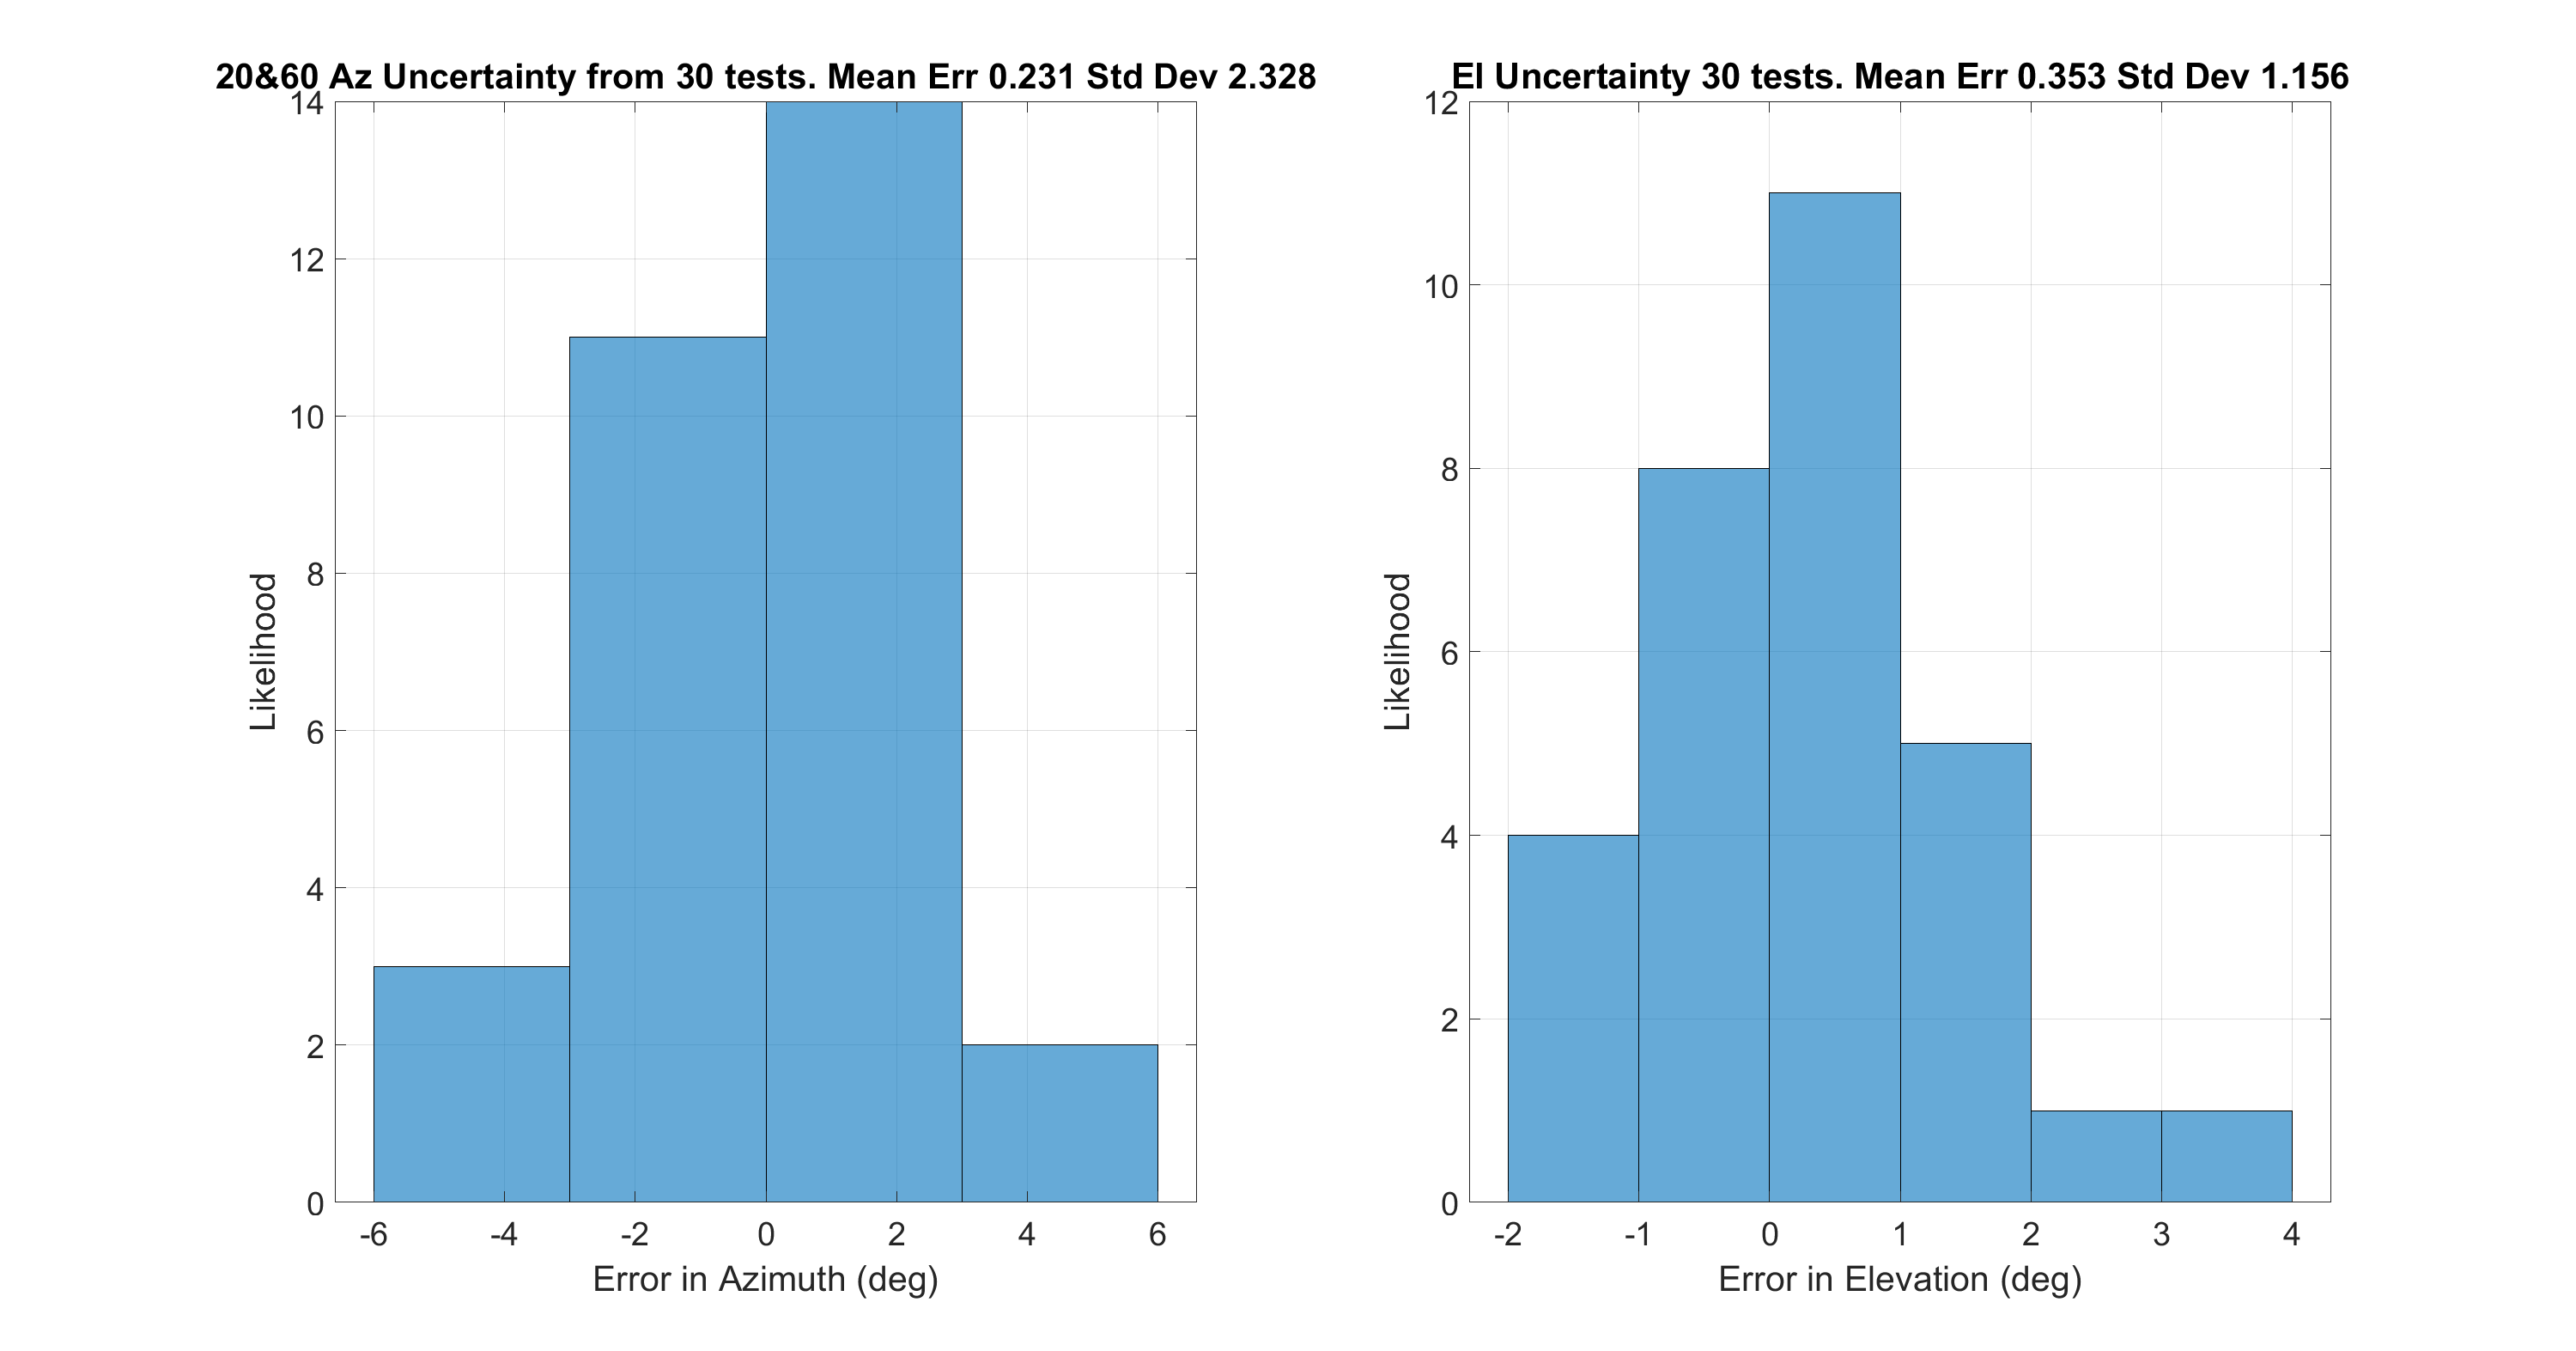 20&60 Az Uncertainty from 30 tests. Mean Err 0.231 Std Dev 2.328
14
12
10
8
6
4
2
0
Likelihood
-6 -4 -2 0 2 4 6
Error in Azimuth (deg)
El Uncertainty 30 tests. Mean Err 0.353 Std Dev 1.156
12
10
8
6
4
2
0
Likelihood
-2 -1 0 1 2 3 4
Error in Elevation (deg)